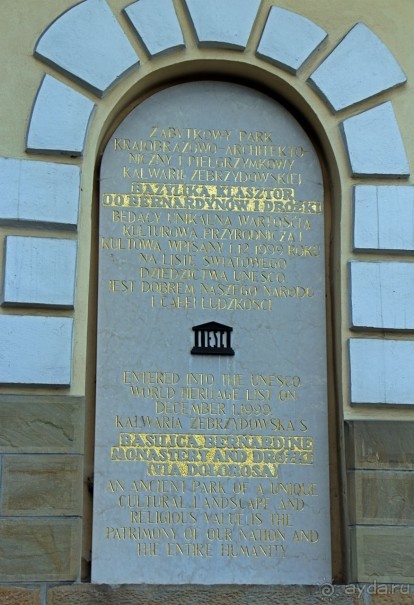 ZABYTKOWY PARK
KRAJOBRAZOWO-ARCHITEKTO-
NICZNY I PIELGRZYMKOWY
KALWARII ZEBRZYDOWSKIEJ
BAZYLIKA, KLASZTOR
OO BERNARDYNÓW I DRÓŻKI
BĘDĄCY UNIKALNĄ WARTOŚCIĄ
KULTUROWĄ PRZYRODNICZĄ I
KULTOWĄ WPISANY 1 12 1999 ROKU
NA LISTĘ ŚWIATOWEGO
DZIEDZICTWA UNESCO
JEST DOBREM NASZEGO NARODU
I CAŁEJ LUDZKOŚCI
ENTERED INTO THE UNESCO
WORLD HERITAGE LIST ON
DECEMBER 1,1999
KALWARIA ZEBRZYDOWSKA'S
BASILICA, BERNARDINE
MONASTERY AND DRÓŻKI
(VIA DOLOROSA)
AN ANCIENT PARK OF A UNIQUE
CULTURAL, LANDSCAPE AND
RELIGIOUS VALUE IS THE
PATRIMONY OF OUR NATION AND
THE ENTIRE HUMANITY
ayda.ru